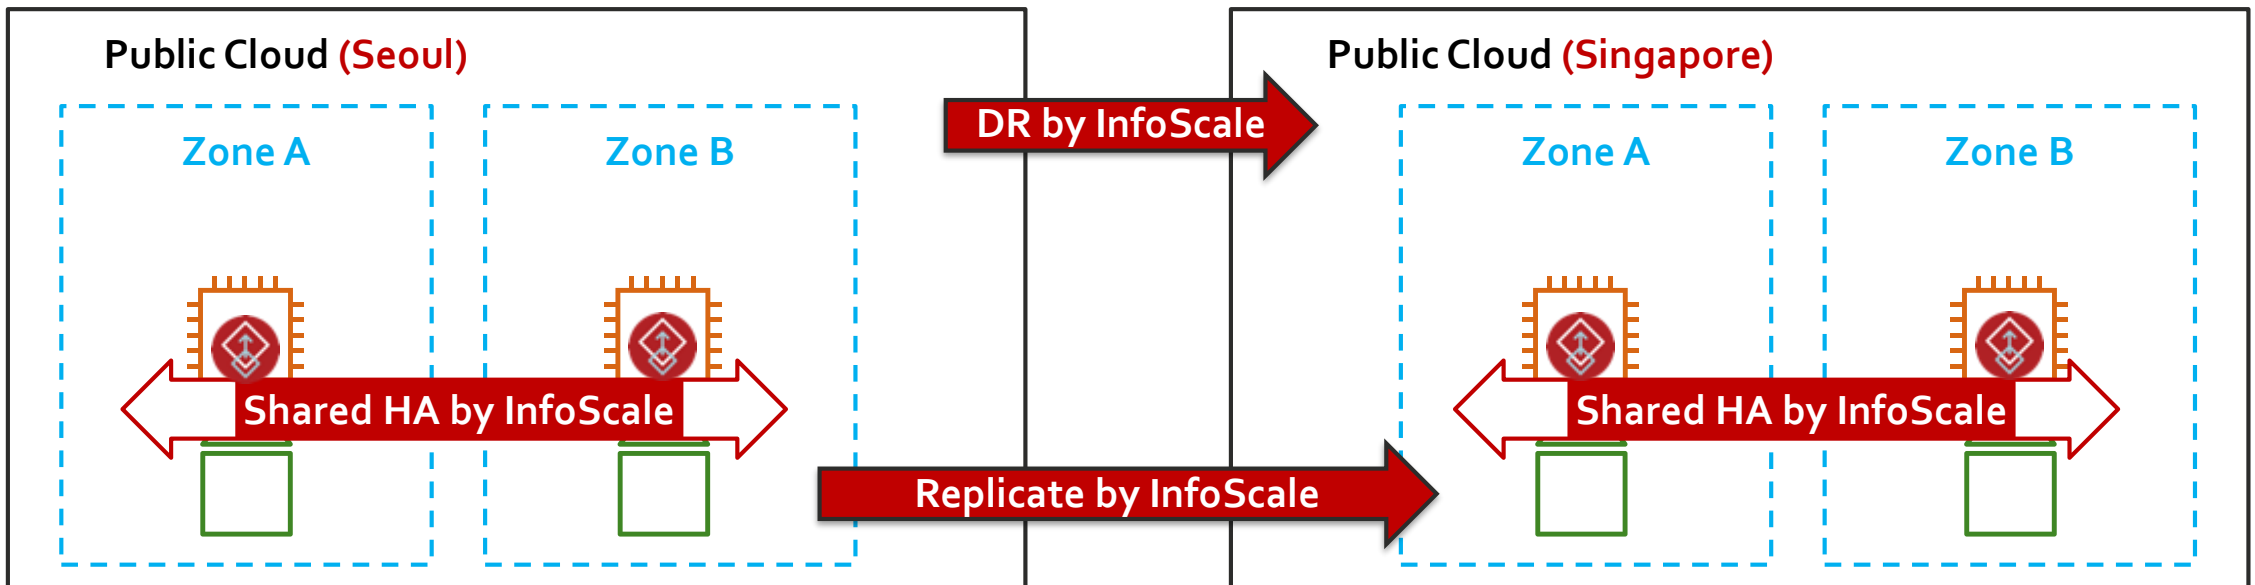 Public Cloud (Seoul)
Zone A
Zone B
Shared HA by InfoScale
DR by InfoScale
Replicate by InfoScale
Public Cloud (Singapore)
Zone A
Zone B
Shared HA by InfoScale